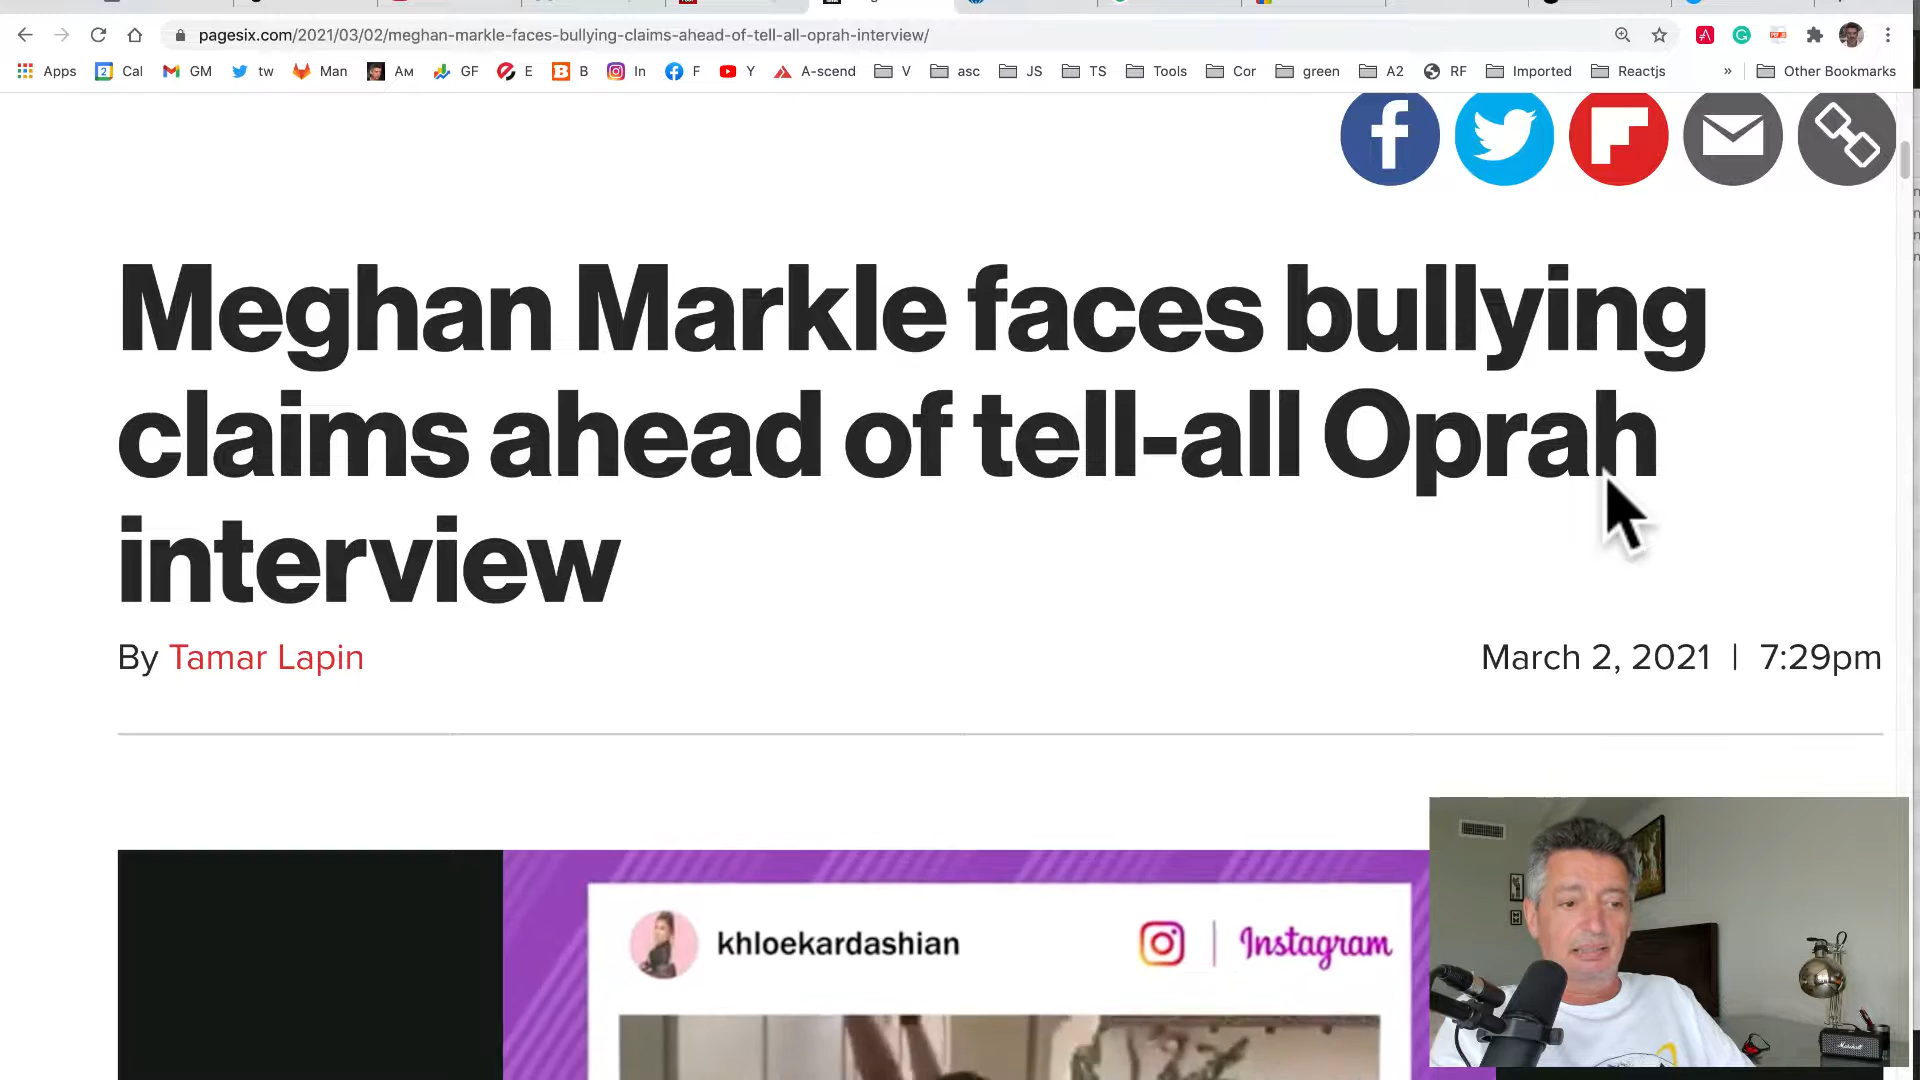 pagesix.com/2021/03/02/meghan-markle-faces-bullying-claims-ahead-of-tell-all-oprah-interview/
Apps Cal GM tw Man Ам GF E B In F Y A-scend V asc JS TS Tools Cor green A2 RF Imported Reactjs » Other Bookmarks
Meghan Markle faces bullying
claims ahead of tell-all Oprah
interview
By Tamar Lapin March 2, 2021 | 7:29pm
khloekardashian Instagram
Marshall